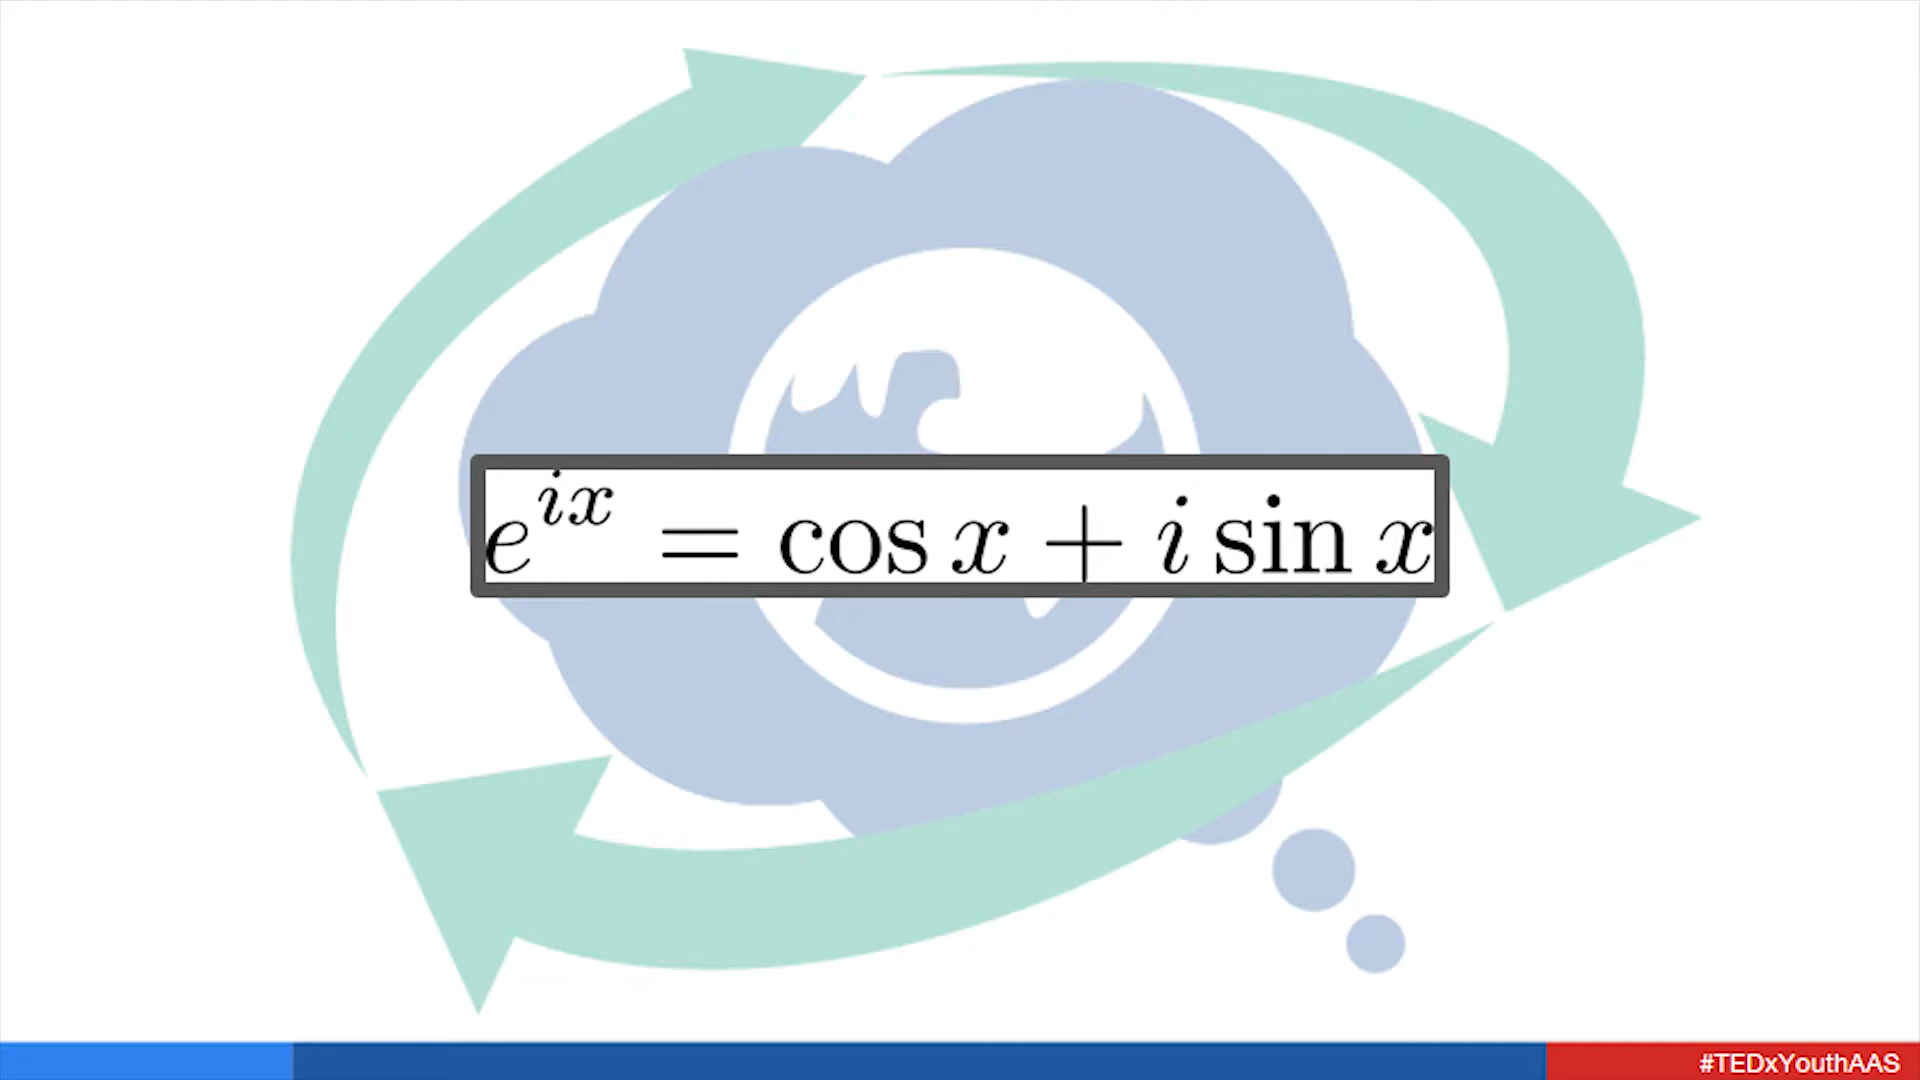 e^{ix} = cos x + i sin x
#TEDxYouthAAS